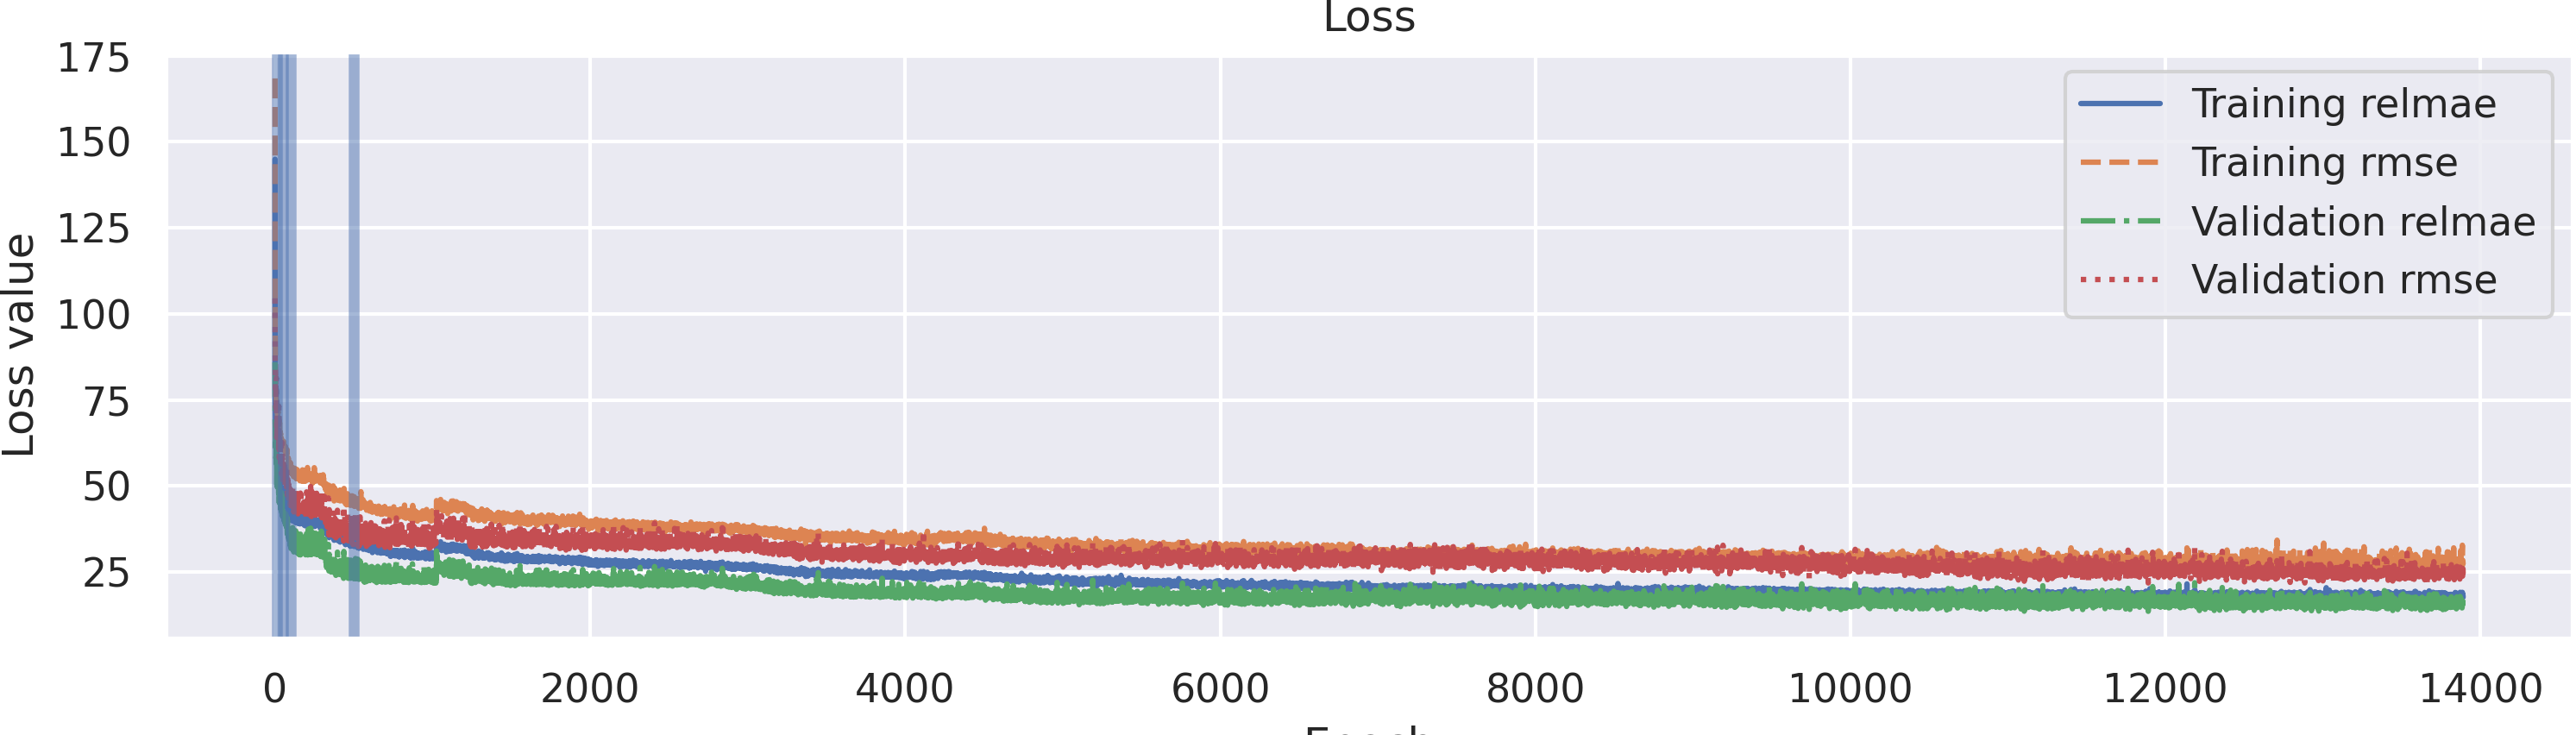 Loss
175
150
125
100
75
50
25
Loss value
0 2000 4000 6000 8000 10000 12000 14000
Training relmae
Training rmse
Validation relmae
Validation rmse